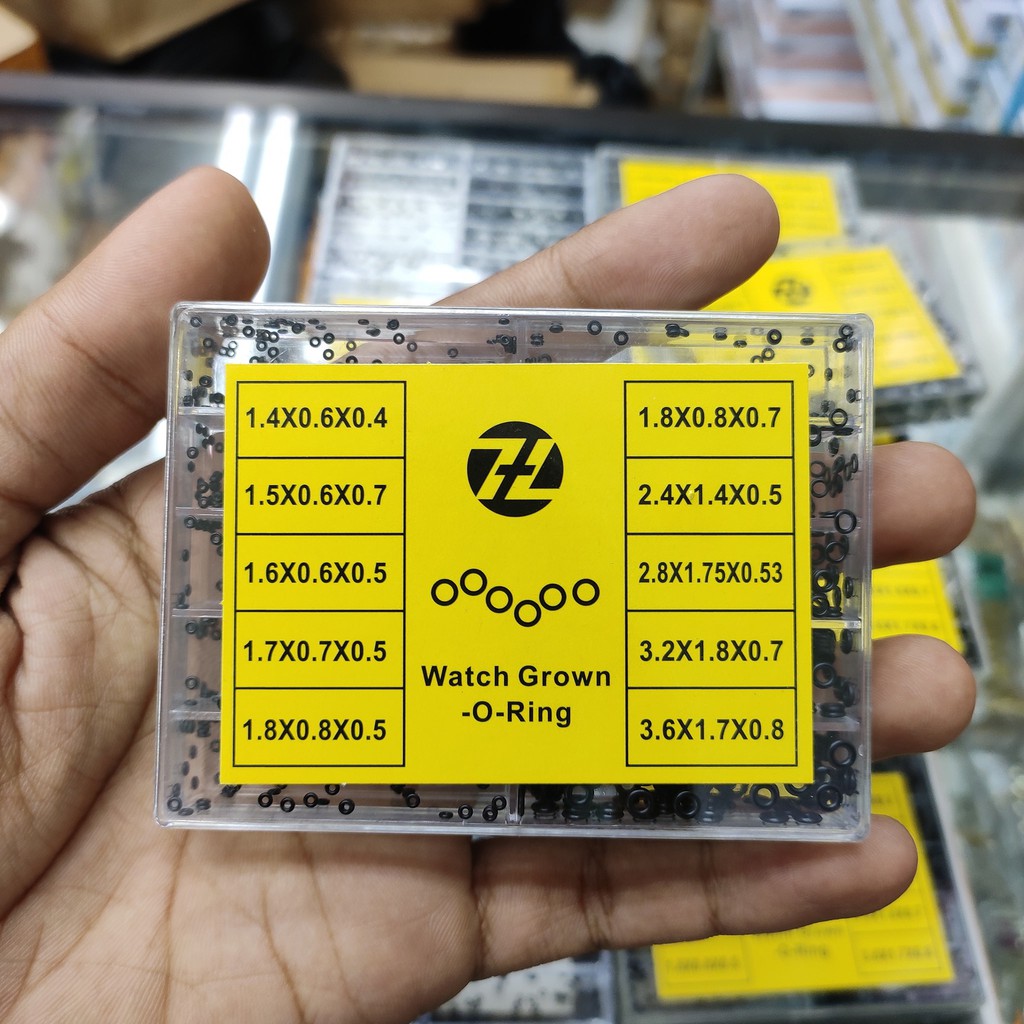 1.4X0.6X0.4
1.5X0.6X0.7
1.6X0.6X0.5
1.7X0.7X0.5
1.8X0.8X0.5
Watch Grown
-O-Ring
1.8X0.8X0.7
2.4X1.4X0.5
2.8X1.75X0.53
3.2X1.8X0.7
3.6X1.7X0.8
-O-Ring